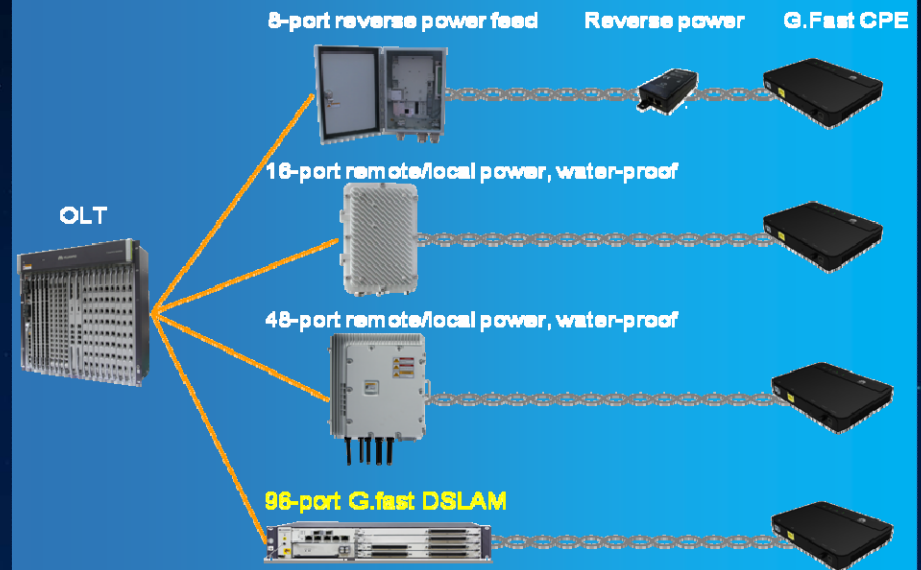 8-port reverse power feed
Reverse power
G.Fast CPE
16-port remote/local power, water-proof
OLT
48-port remote/local power, water-proof
96-port G.fast DSLAM